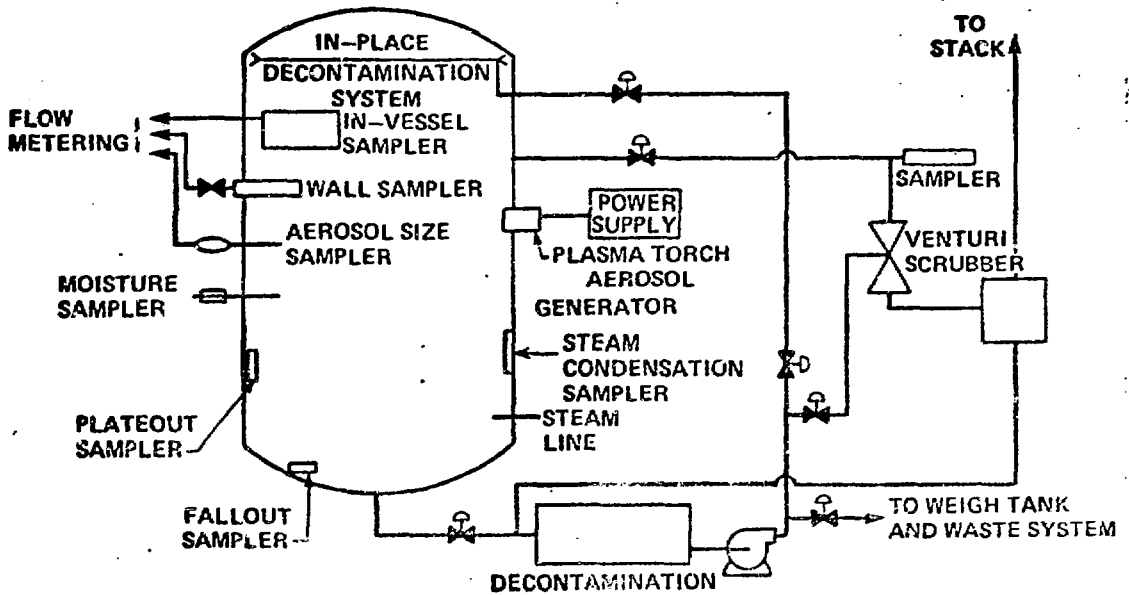 IN-PLACE
DECONTAMINATION
SYSTEM
IN-VESSEL
SAMPLER
FLOW
METERING
WALL SAMPLER
AEROSOL SIZE
SAMPLER
MOISTURE
SAMPLER
PLATEOUT
SAMPLER
FALLOUT
SAMPLER
POWER
SUPPLY
PLASMA TORCH
AEROSOL
GENERATOR
STEAM
CONDENSATION
SAMPLER
STEAM
LINE
TO
STACK
SAMPLER
VENTURI
SCRUBBER
TO WEIGH TANK
AND WASTE SYSTEM
DECONTAMINATION